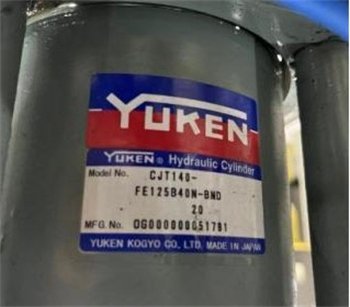 YUKEN
YUKEN® Hydraulic Cylinder
Model No. CJT140-
FE125B40N-BND
20
MFG. No. OG000000051781
YUKEN KOGYO CO., LTD. MADE IN JAPAN